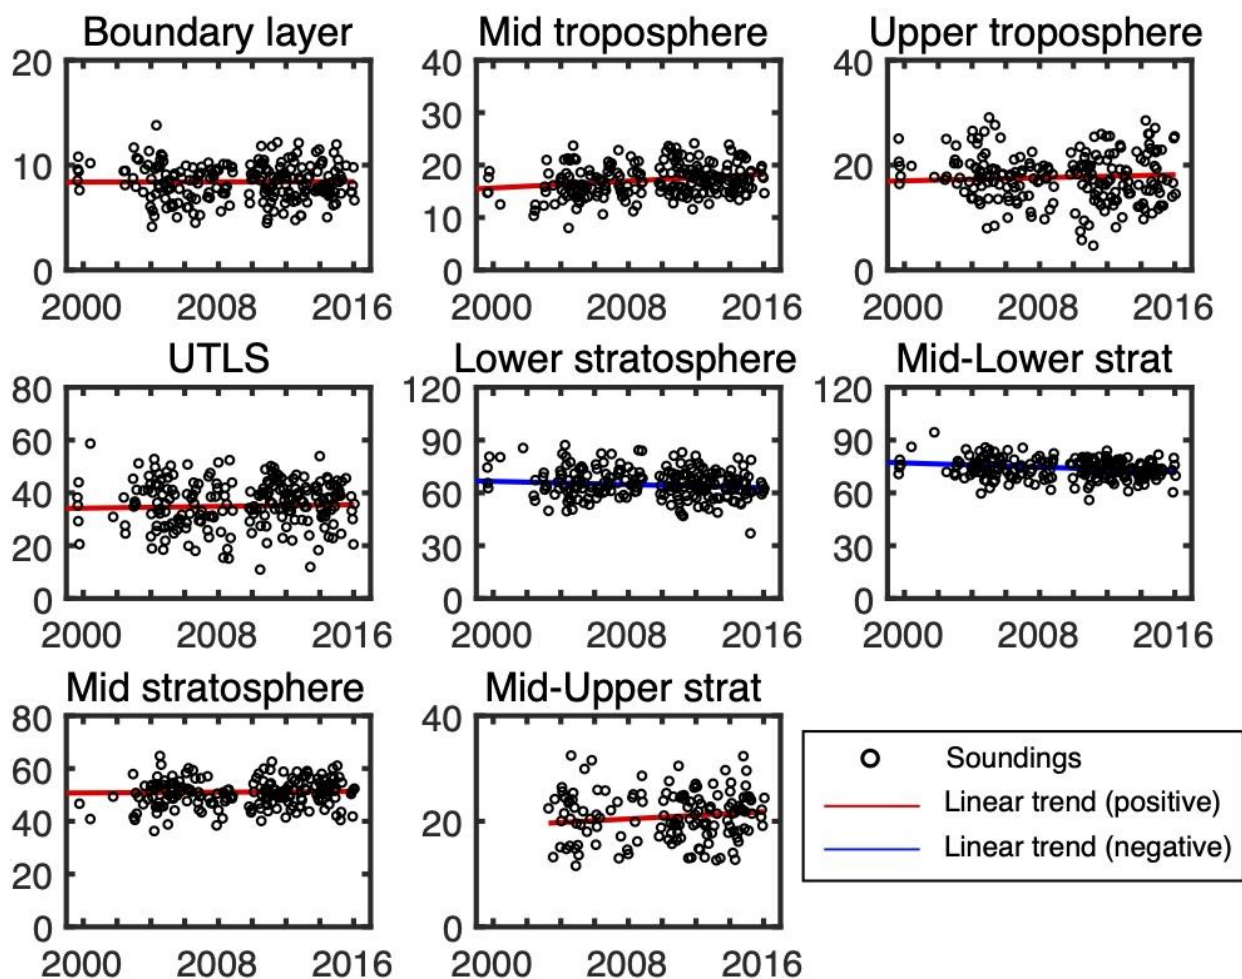 Boundary layer
Mid troposphere
Upper troposphere
20
10
0
2000 2008 2016
40
30
20
10
0
2000 2008 2016
40
20
0
2000 2008 2016
UTLS
Lower stratosphere
Mid-Lower strat
80
60
40
20
0
2000 2008 2016
120
90
60
30
0
2000 2008 2016
120
90
60
30
0
2000 2008 2016
Mid stratosphere
Mid-Upper strat
80
60
40
20
0
2000 2008 2016
40
20
0
2000 2008 2016
Soundings
Linear trend (positive)
Linear trend (negative)